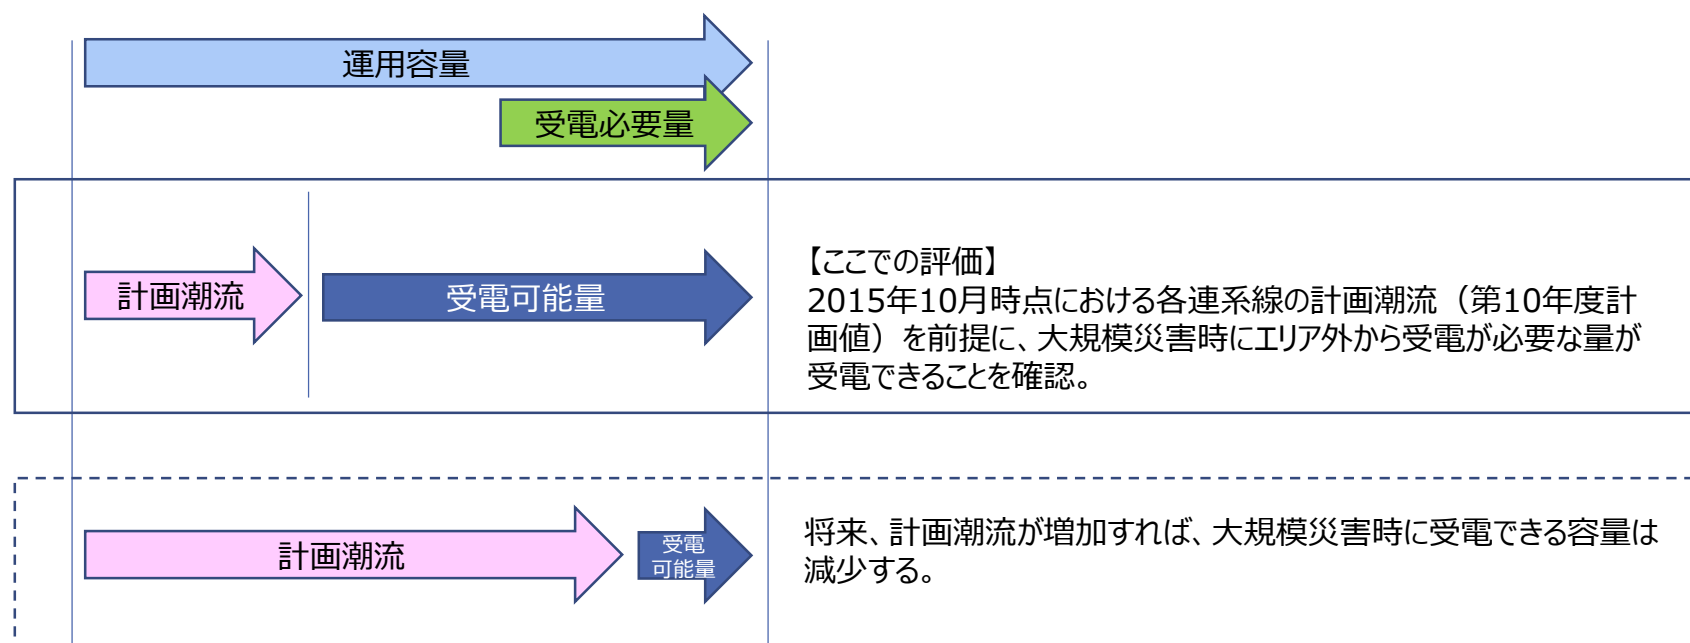 運用容量
受電必要量
計画潮流
受電可能量
【ここでの評価】
2015年10月時点における各連系線の計画潮流（第10年度計
画値）を前提に、大規模災害時にエリア外から受電が必要な量が
受電できることを確認。
計画潮流
受電
可能量
将来、計画潮流が増加すれば、大規模災害時に受電できる容量は
減少する。